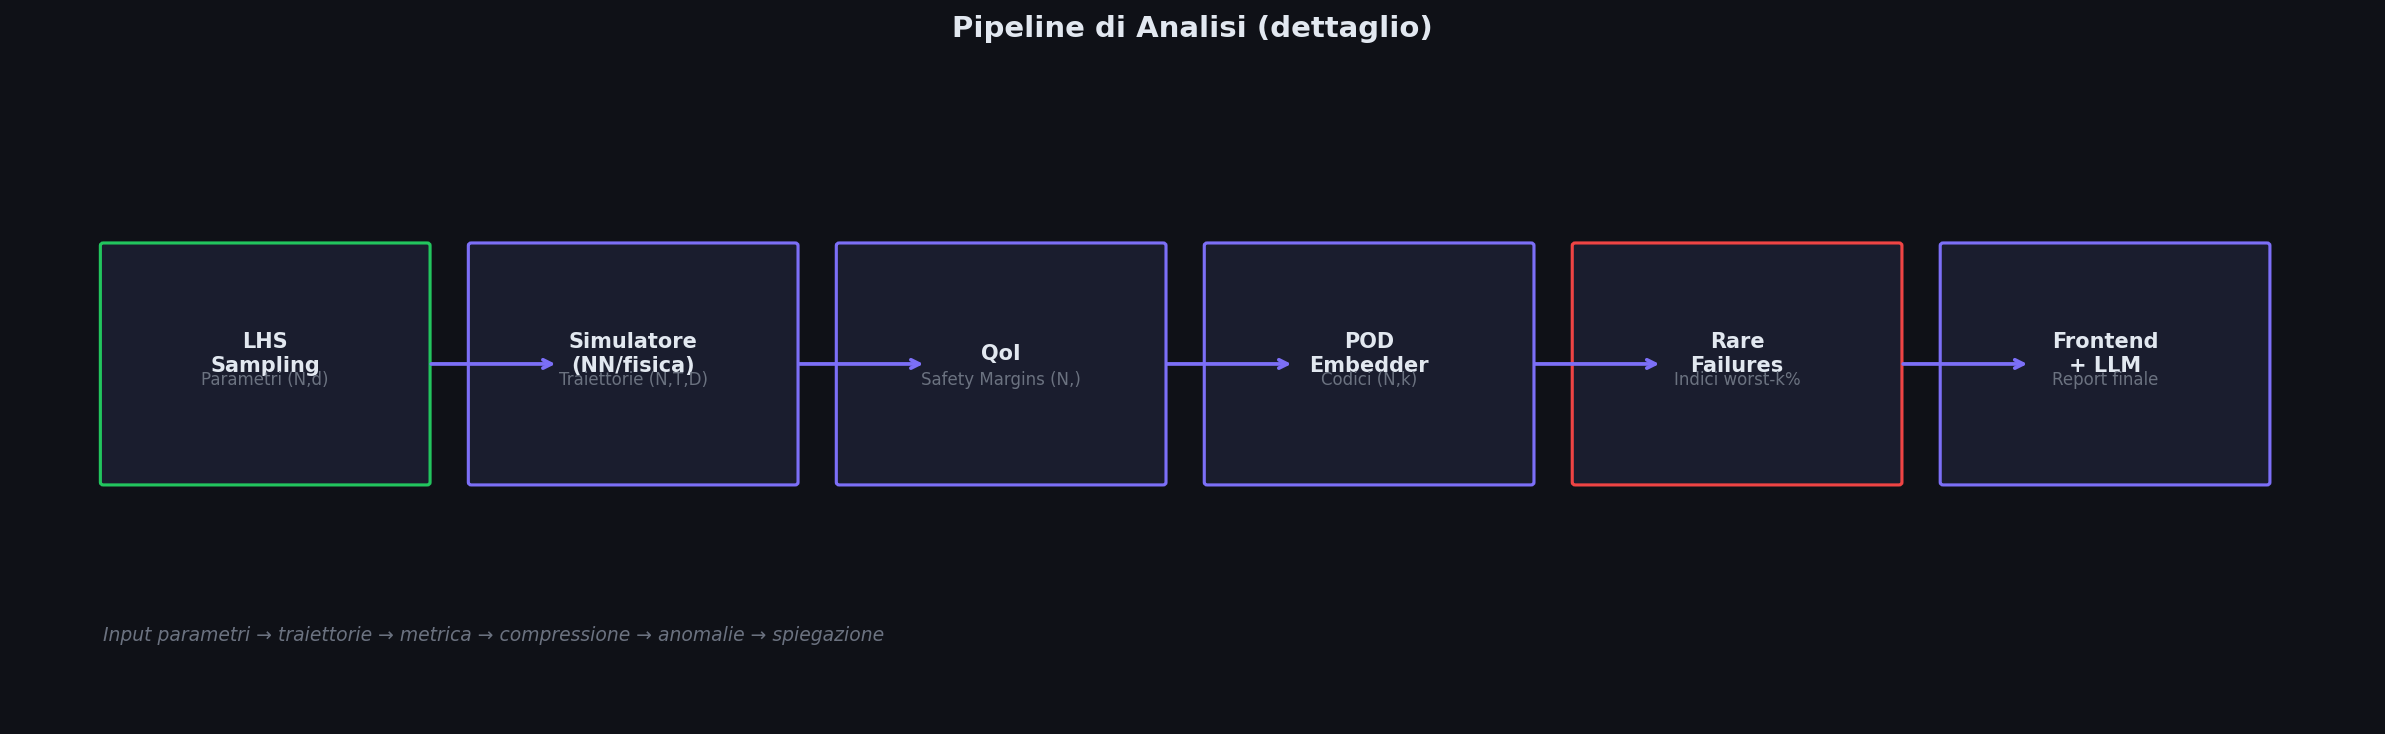 Pipeline di Analisi (dettaglio)
LHS
Sampling
Parametri (N,d)
Simulatore
(NN/fisica)
Traiettorie (N,T,D)
QoI
Safety Margins (N,)
POD
Embedder
Codici (N,k)
Rare
Failures
Indici worst-k%
Frontend
+ LLM
Report finale
Input parametri → traiettorie → metrica → compressione → anomalie → spiegazione